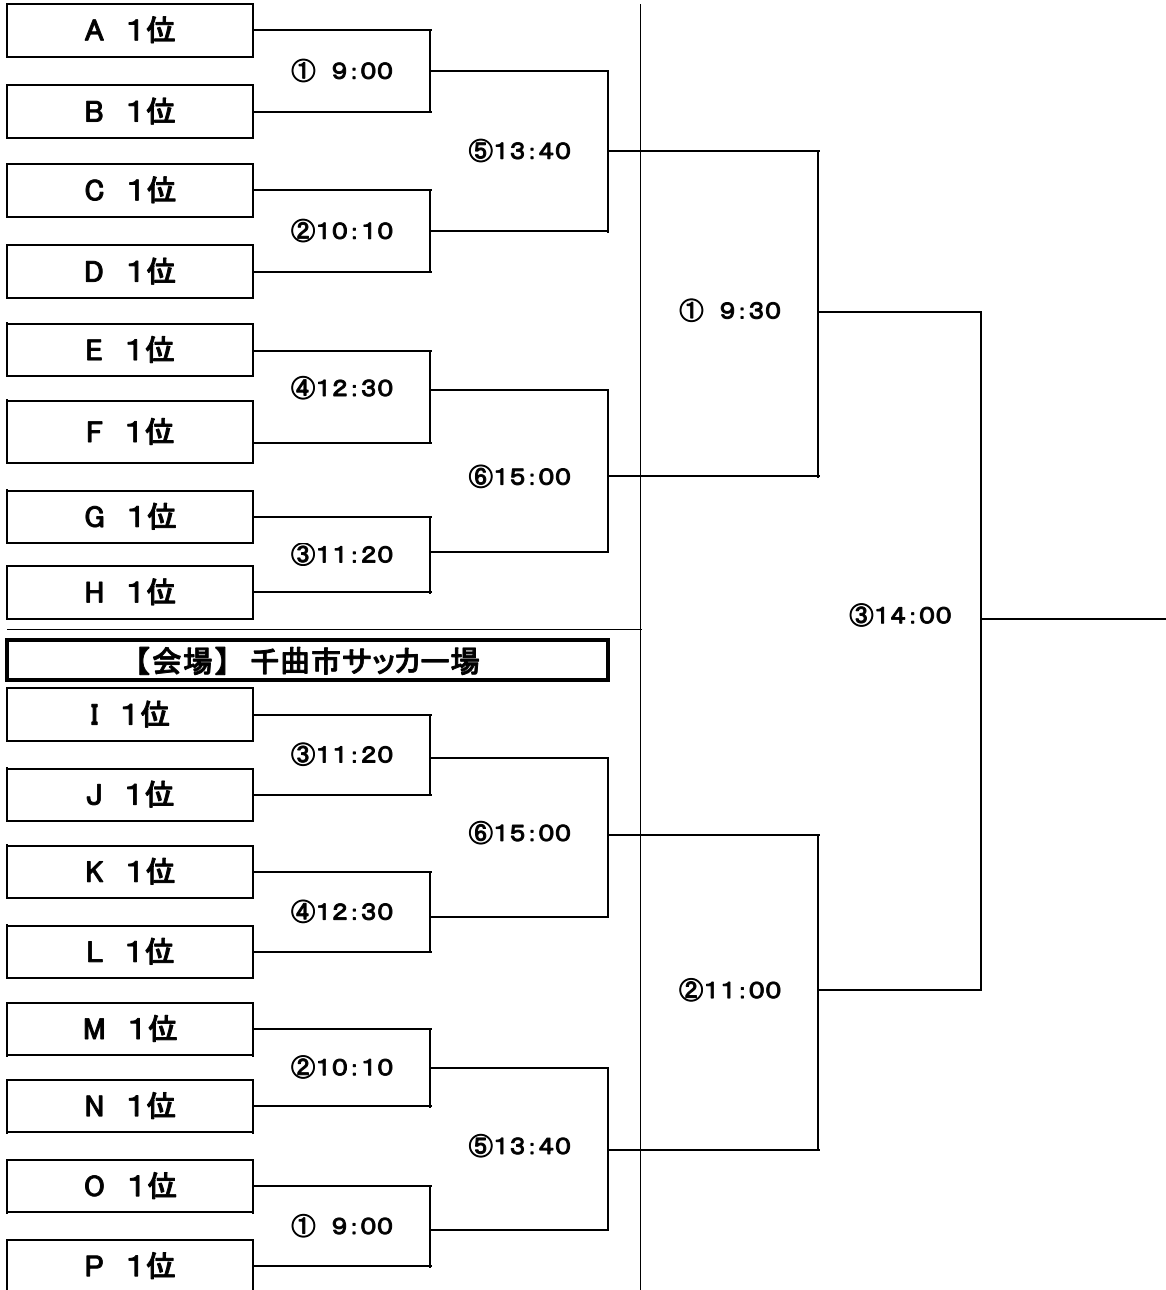 A 1位
① 9:00
B 1位
⑤13:40
C 1位
②10:10
D 1位
① 9:30
E 1位
④12:30
F 1位
⑥15:00
G 1位
③11:20
H 1位
③14:00
【会場】 千曲市サッカー場
I 1位
③11:20
J 1位
⑥15:00
K 1位
④12:30
L 1位
②11:00
M 1位
②10:10
N 1位
⑤13:40
O 1位
① 9:00
P 1位